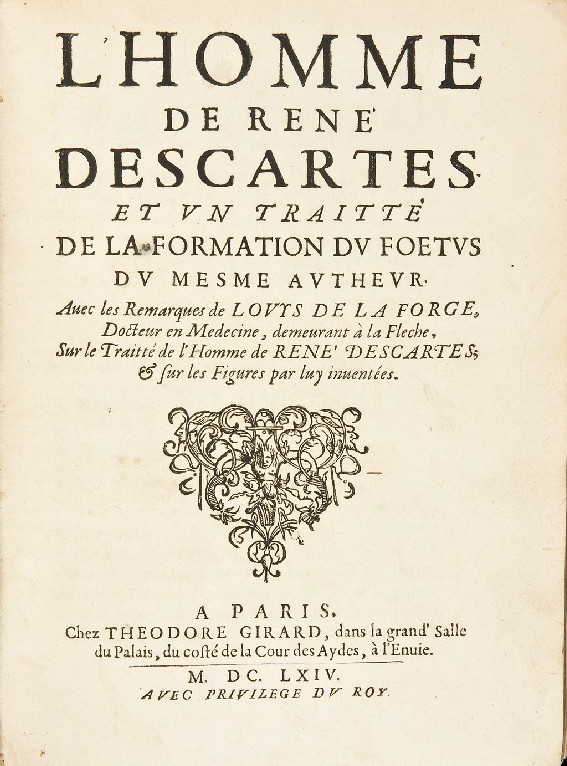 L'HOMME
DE RENE'
DESCARTES
ET VN TRAITTÉ
DE LA FORMATION DV FOETVS
DV MESME AVTHEVR.
Auec les Remarques de LOVYS DE LA FORGE,
Docteur en Medecine, demeurant à la Fleche,
Sur le Traitté de l'Homme de RENE' DESCARTES;
& sur les Figures par luy inuentées.
A PARIS.
Chez THEODORE GIRARD, dans la grand' Salle
du Palais, du costé de la Cour des Aydes, à l'Enuie.
M. DC. LXIV.
AVEC PRIVILEGE DV ROY.